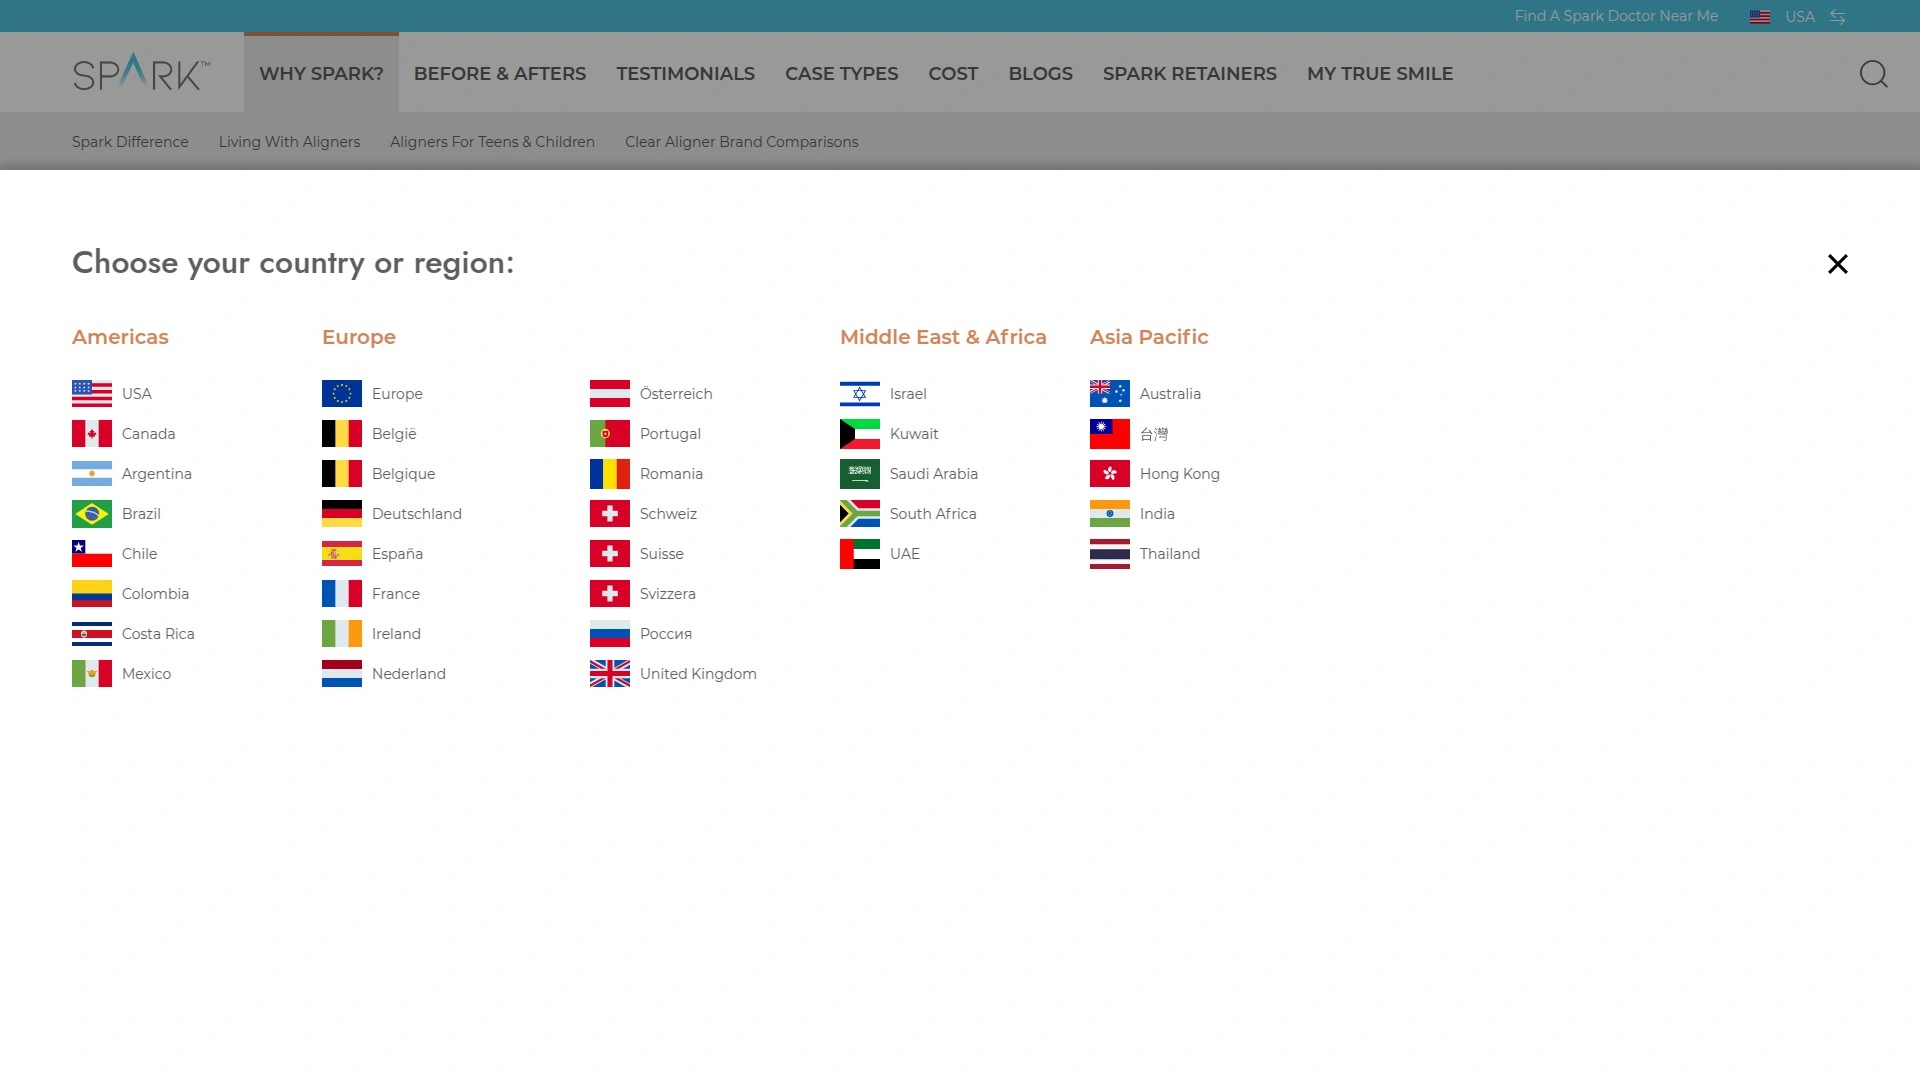 Find A Spark Doctor Near Me
USA
SPARK™
WHY SPARK?
BEFORE & AFTERS
TESTIMONIALS
CASE TYPES
COST
BLOGS
SPARK RETAINERS
MY TRUE SMILE
Spark Difference
Living With Aligners
Aligners For Teens & Children
Clear Aligner Brand Comparisons
Choose your country or region:
Americas
USA
Canada
Argentina
Brazil
Chile
Colombia
Costa Rica
Mexico
Europe
Europe
België
Belgique
Deutschland
España
France
Ireland
Nederland
Österreich
Portugal
Romania
Schweiz
Suisse
Svizzera
Россия
United Kingdom
Middle East & Africa
Israel
Kuwait
Saudi Arabia
South Africa
UAE
Asia Pacific
Australia
台灣
Hong Kong
India
Thailand